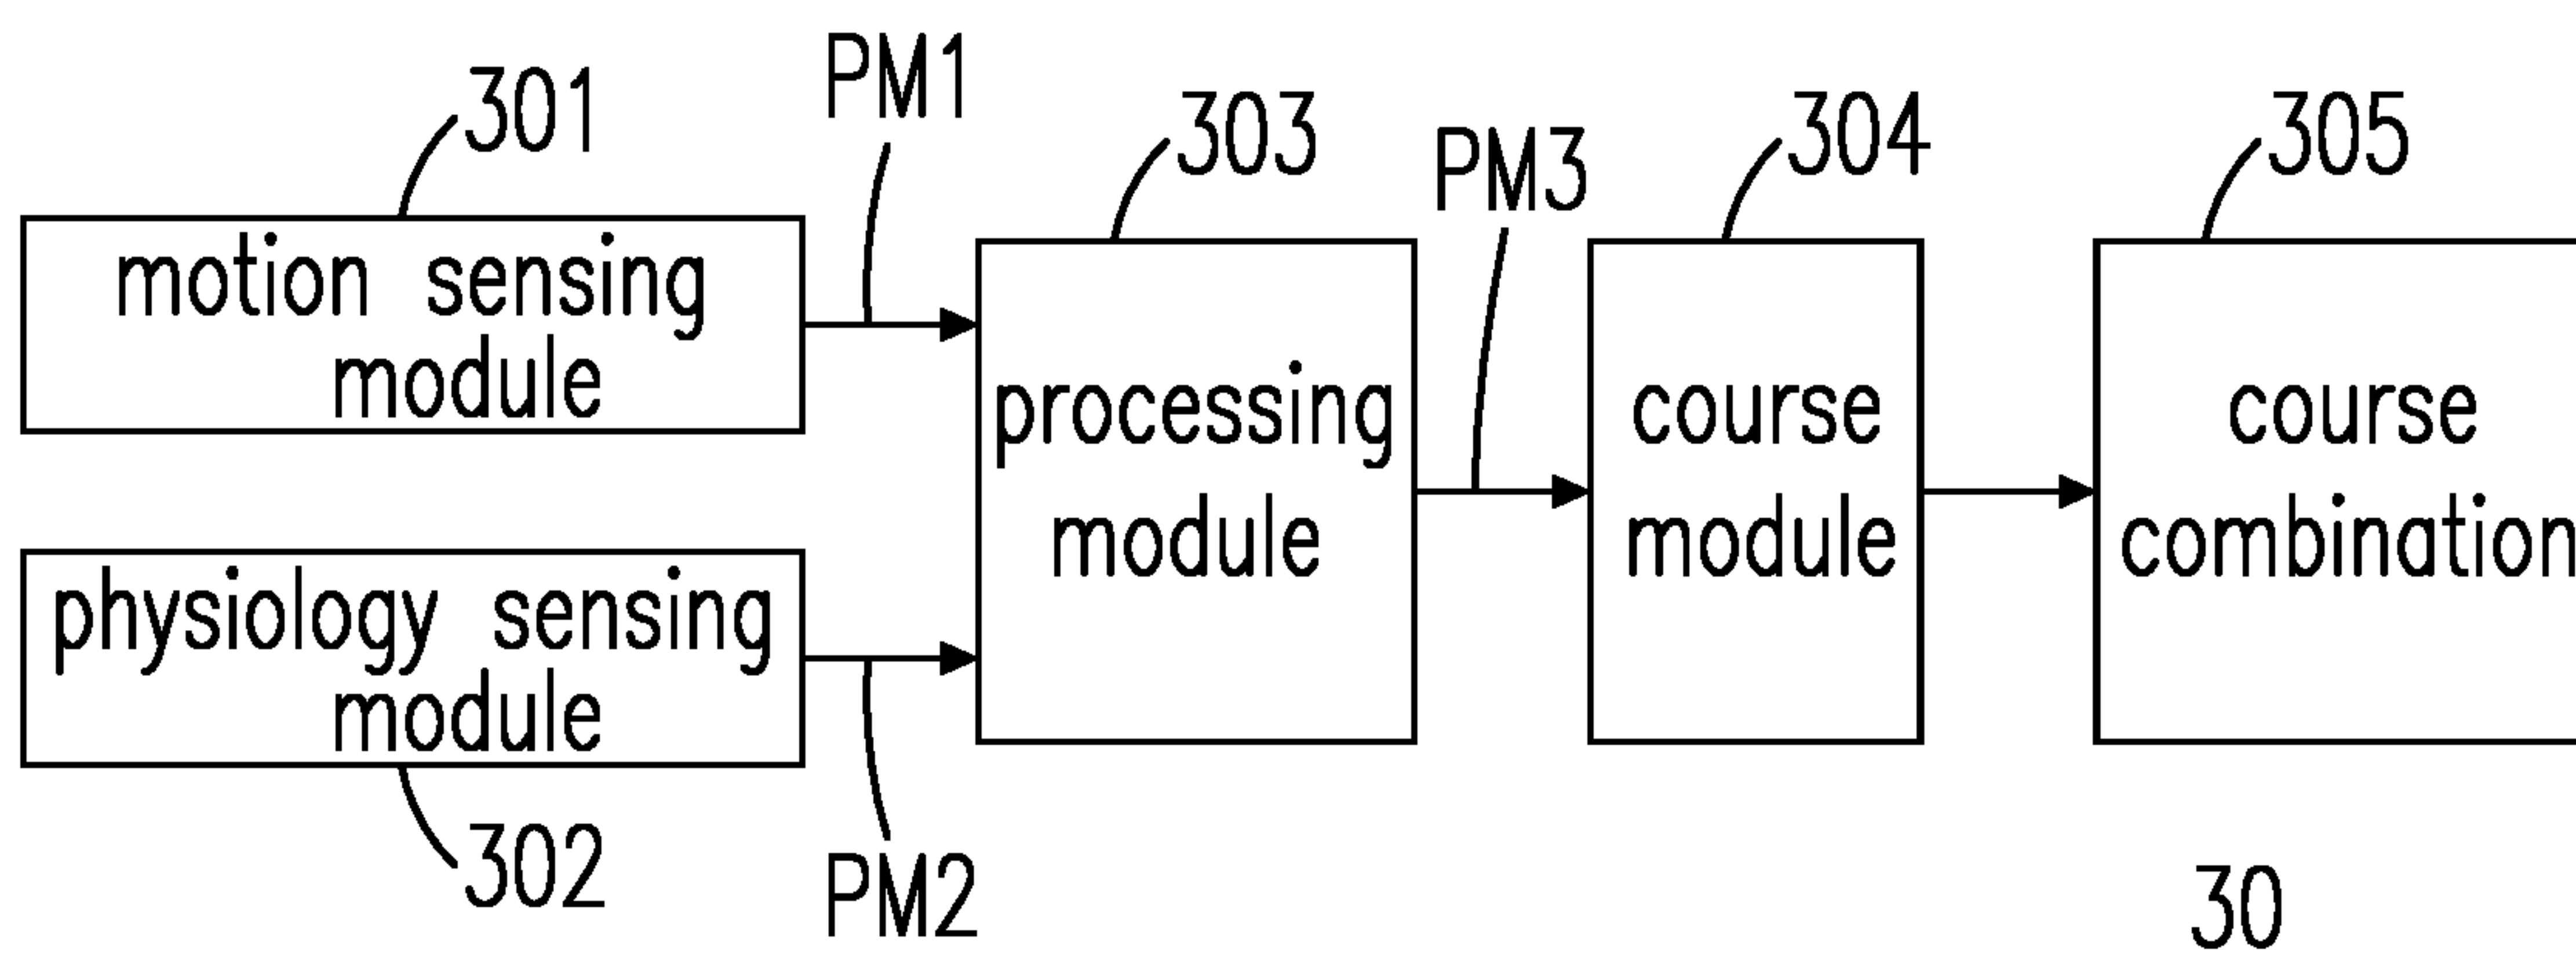 301
PM1
303
PM3
304
305
motion sensing
module
processing
module
course
module
course
combination
physiology sensing
module
302
PM2
30